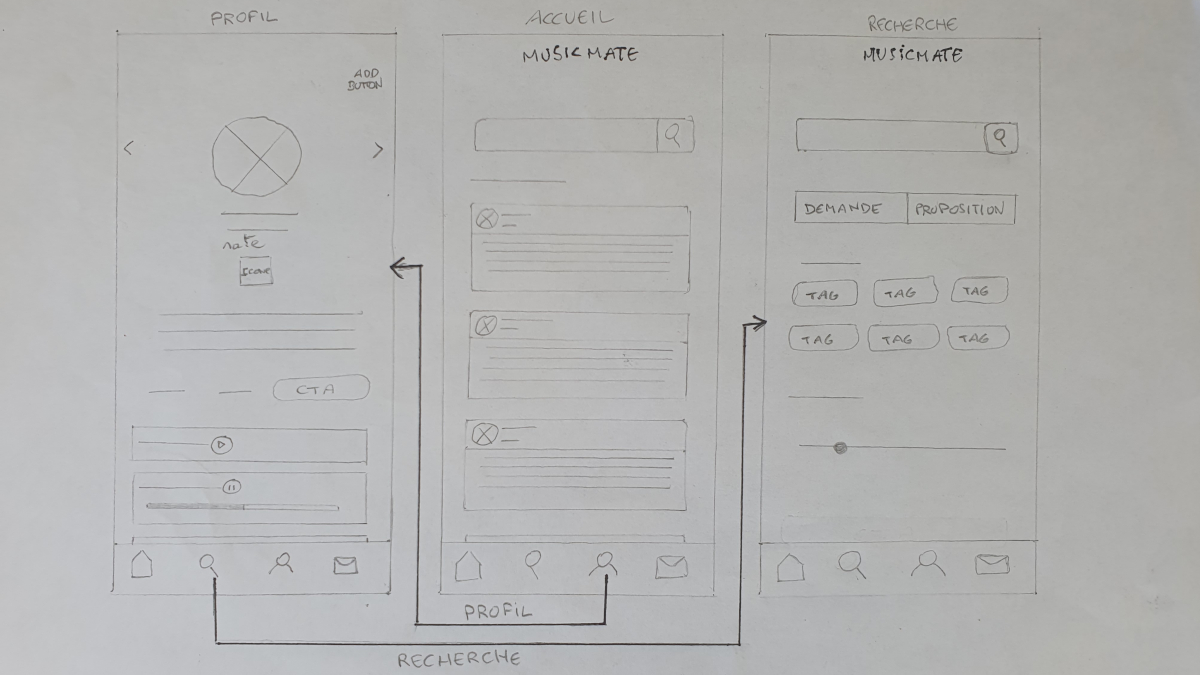 PROFIL
ADD
BUTTON
note
SCORE
CTA
ACCUEIL
MUSICMATE
RECHERCHE
MUSICMATE
DEMANDE PROPOSITION
TAG TAG TAG
TAG TAG TAG
PROFIL
RECHERCHE